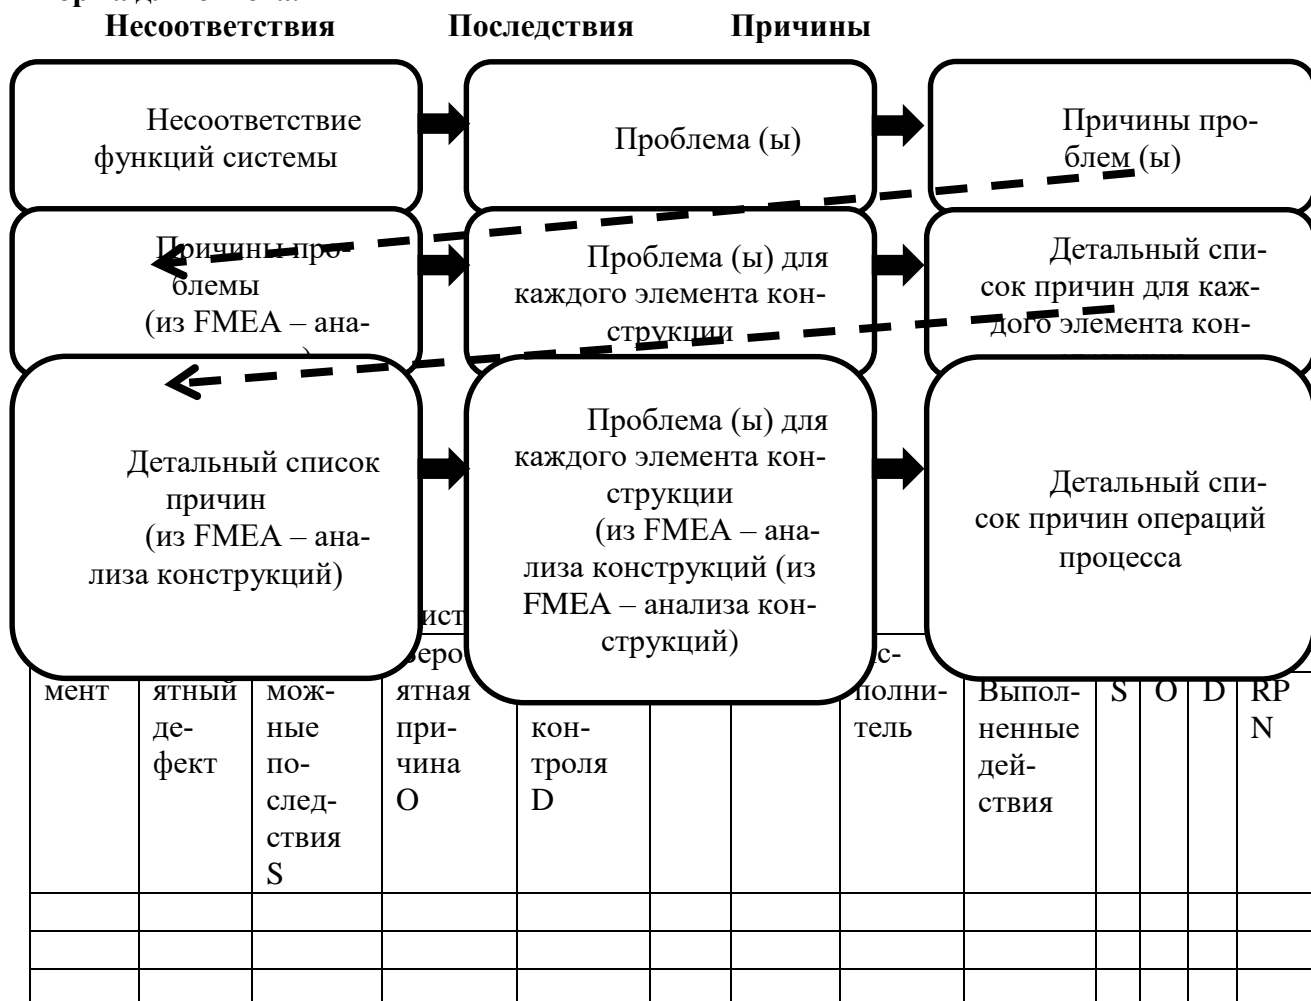 Несоответствия Последствия Причины
Несоответствие
функций системы
Проблема (ы)
Причины про-
блем (ы)
Причины про-
блемы
(из FMEA – ана-
Проблема (ы) для
каждого элемента кон-
струкции
Детальный спи-
сок причин для каж-
дого элемента кон-
Детальный список
причин
(из FMEA – ана-
лиза конструкций)
Проблема (ы) для
каждого элемента кон-
струкции
(из FMEA – ана-
лиза конструкций (из
FMEA – анализа кон-
струкций)
Детальный спи-
сок причин операций
процесса
мент
ятный
де-
фект
мож-
ные
по-
след-
ствия
S
ятная
при-
чина
O
кон-
троля
D
полни-
тель
Выпол-
ненные
дей-
ствия
S
O
D
RP
N